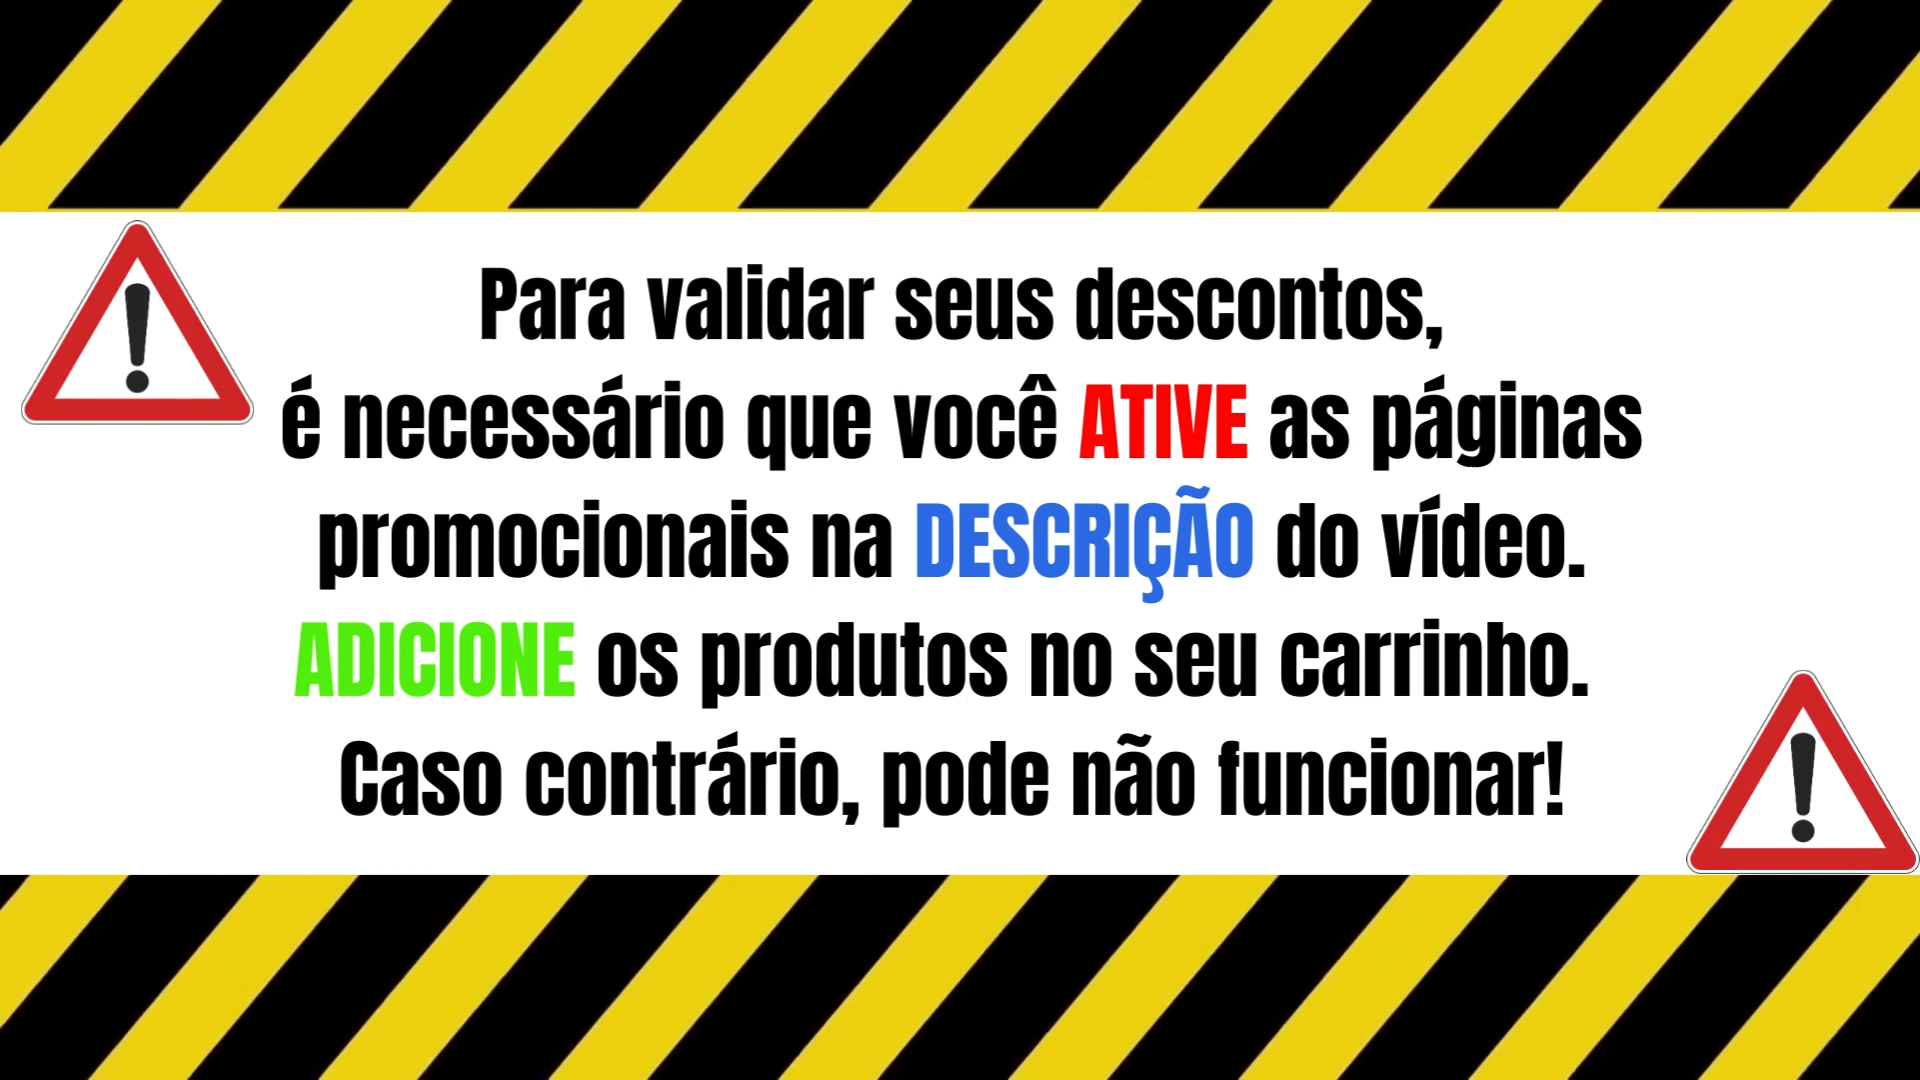 Para validar seus descontos,
é necessário que você ATIVE as páginas
promocionais na DESCRIÇÃO do vídeo.
ADICIONE os produtos no seu carrinho.
Caso contrário, pode não funcionar!